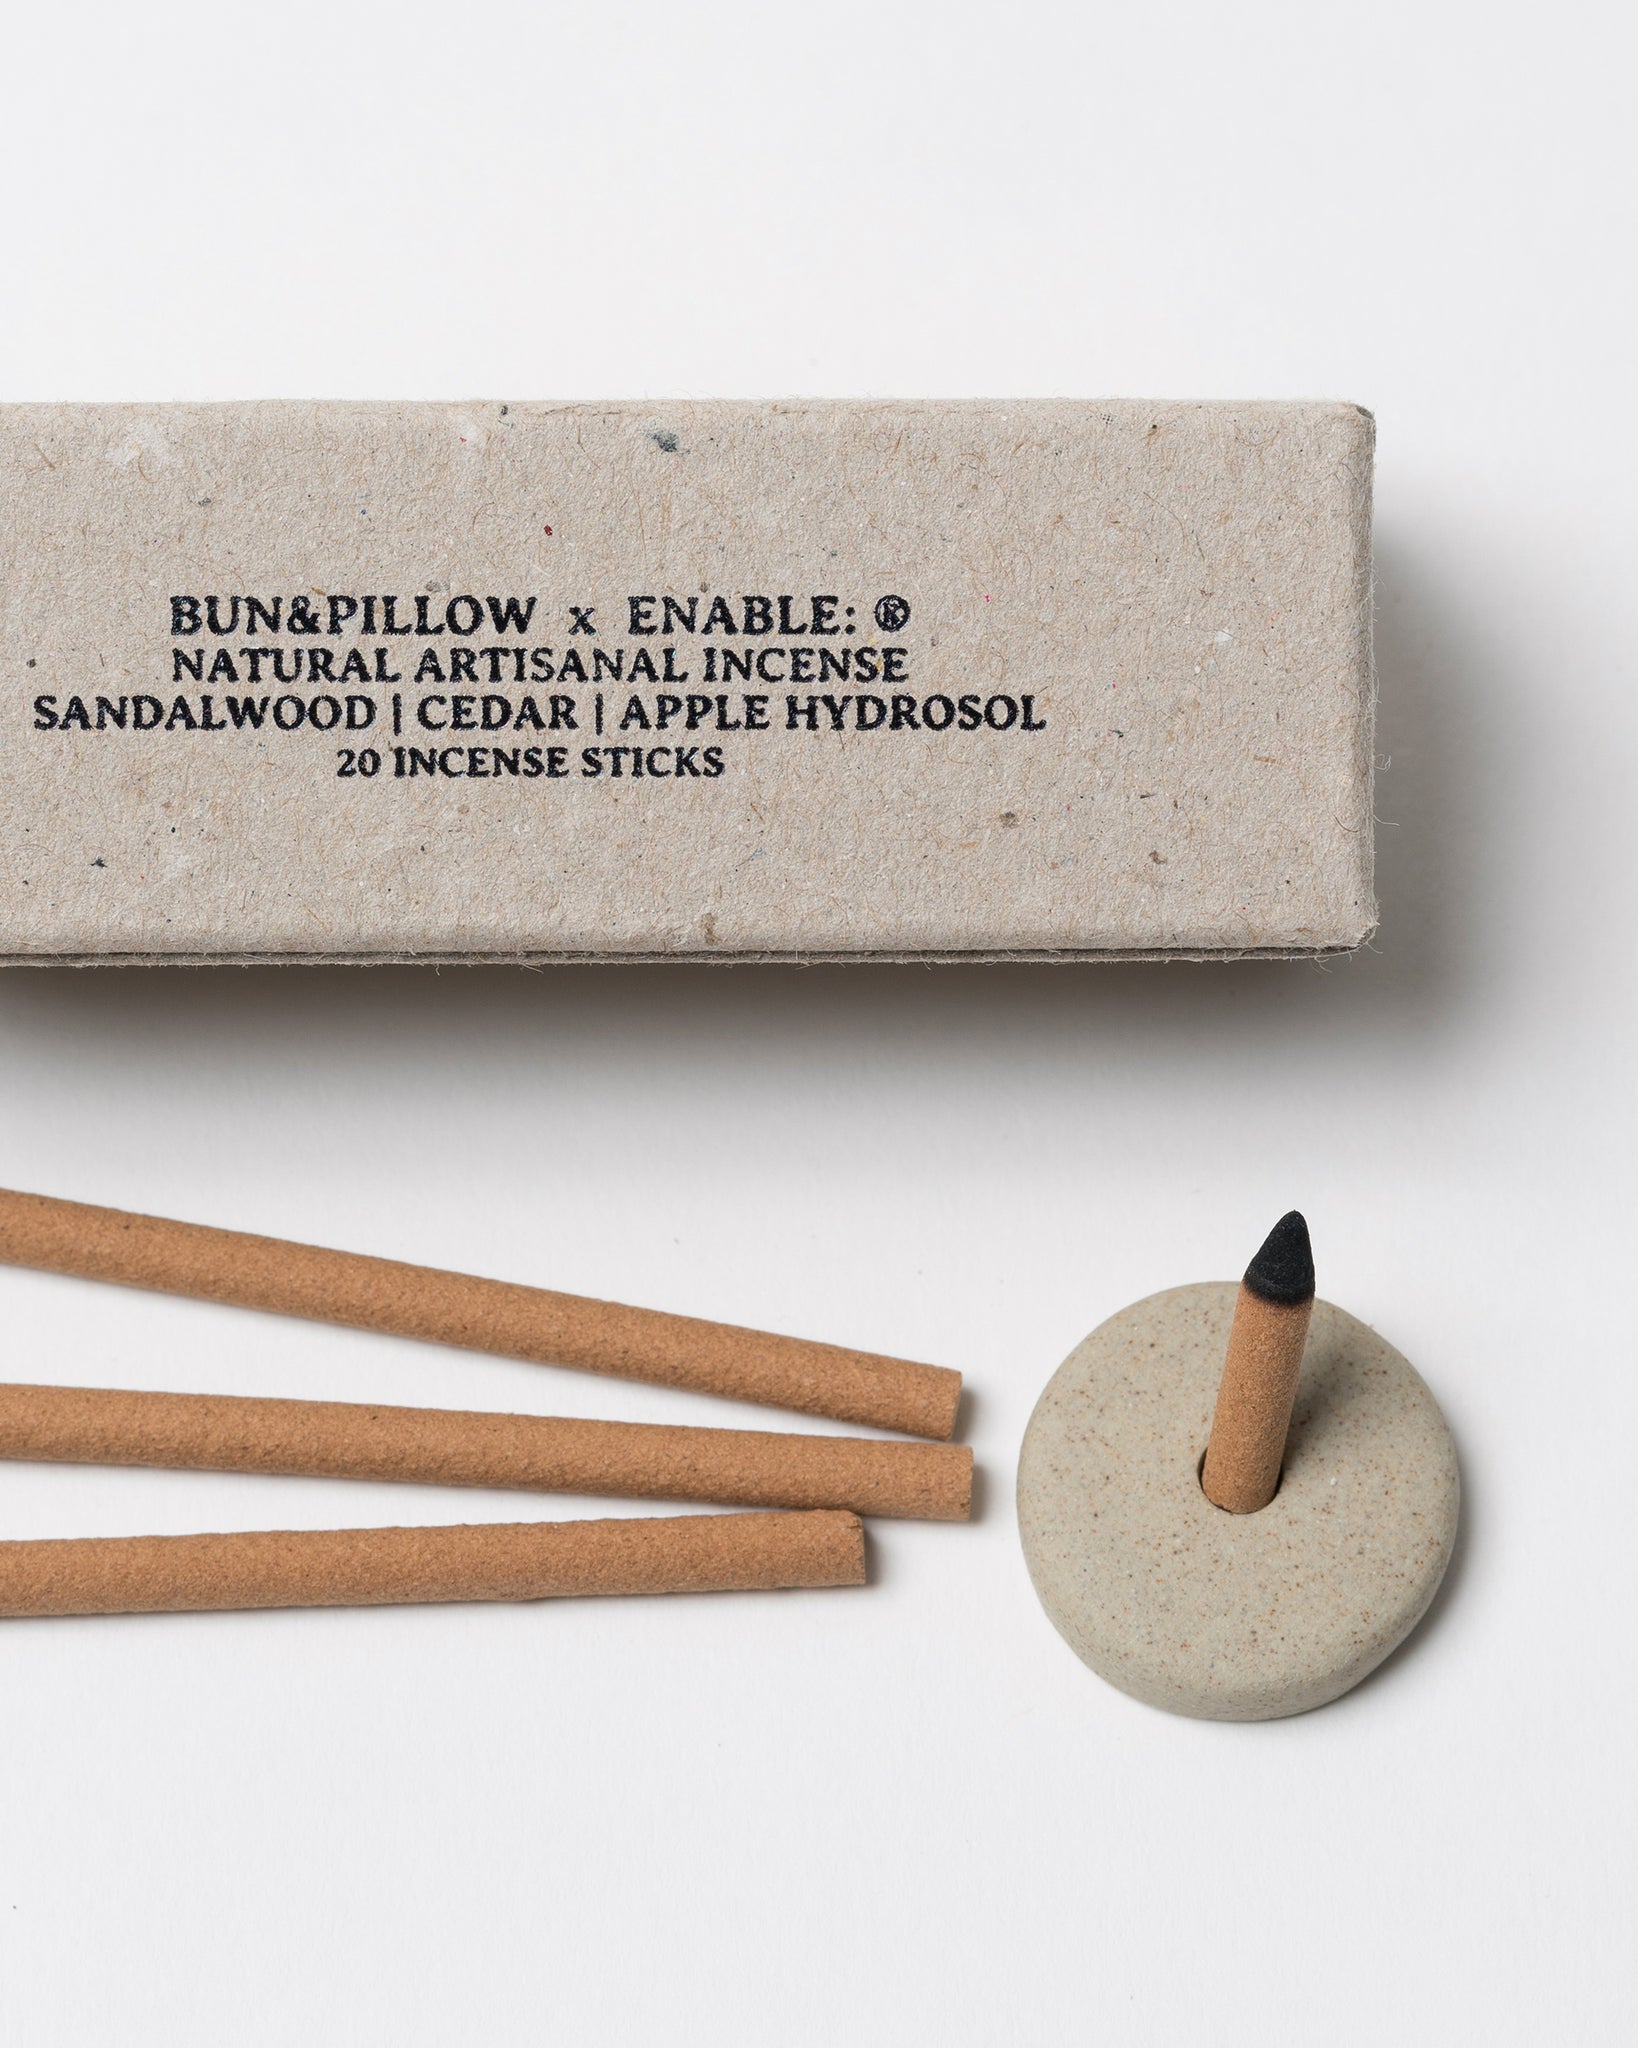 BUN&PILLOW x ENABLE: ®
NATURAL ARTISANAL INCENSE
SANDALWOOD | CEDAR | APPLE HYDROSOL
20 INCENSE STICKS